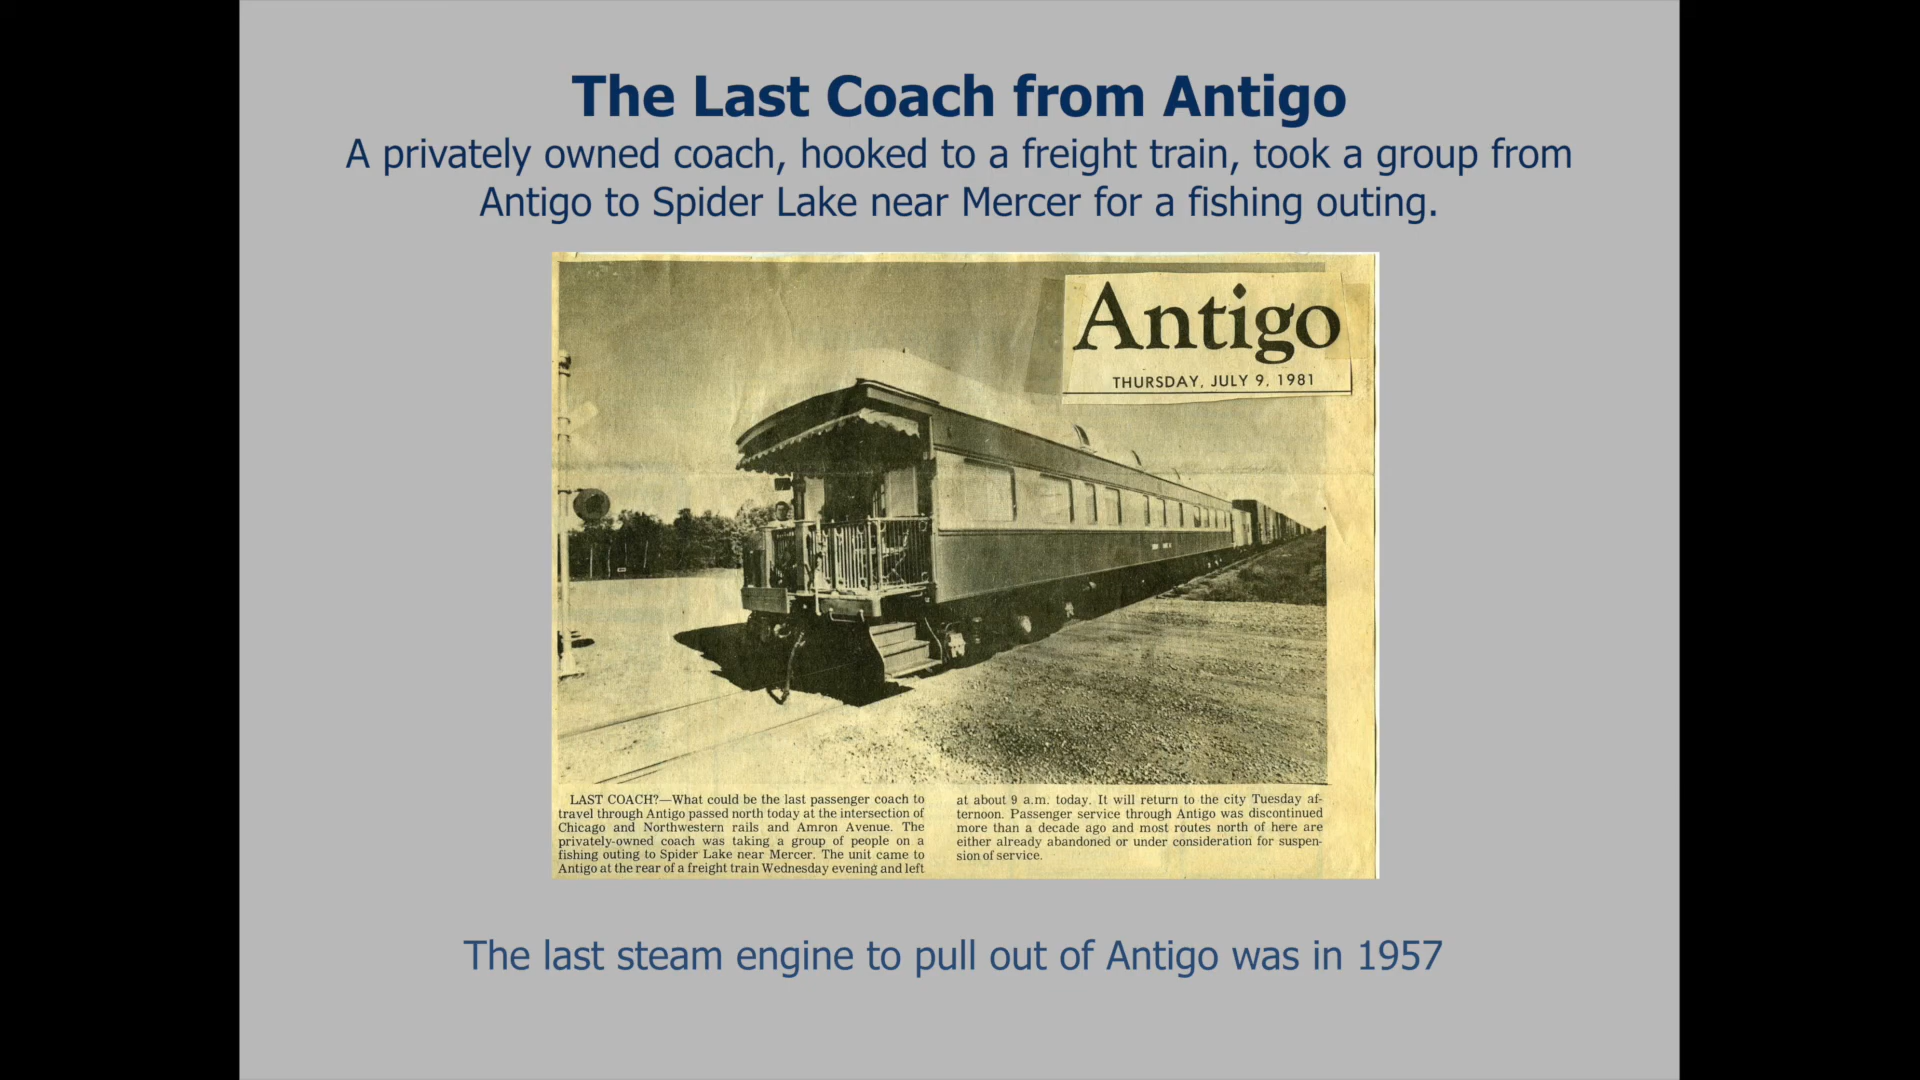 The Last Coach from Antigo
A privately owned coach, hooked to a freight train, took a group from
Antigo to Spider Lake near Mercer for a fishing outing.
Antigo
THURSDAY, JULY 9, 1981
LAST COACH?—What could be the last passenger coach to
travel through Antigo passed north today at the intersection of
Chicago and Northwestern rails and Amron Avenue. The
privately-owned coach was taking a group of people on a
fishing outing to Spider Lake near Mercer. The unit came to
Antigo at the rear of a freight train Wednesday evening and left
at about 9 a.m. today. It will return to the city Tuesday af-
ternoon. Passenger service through Antigo was discontinued
more than a decade ago and most routes north of here are
either already abandoned or under consideration for suspen-
sion of service.
The last steam engine to pull out of Antigo was in 1957